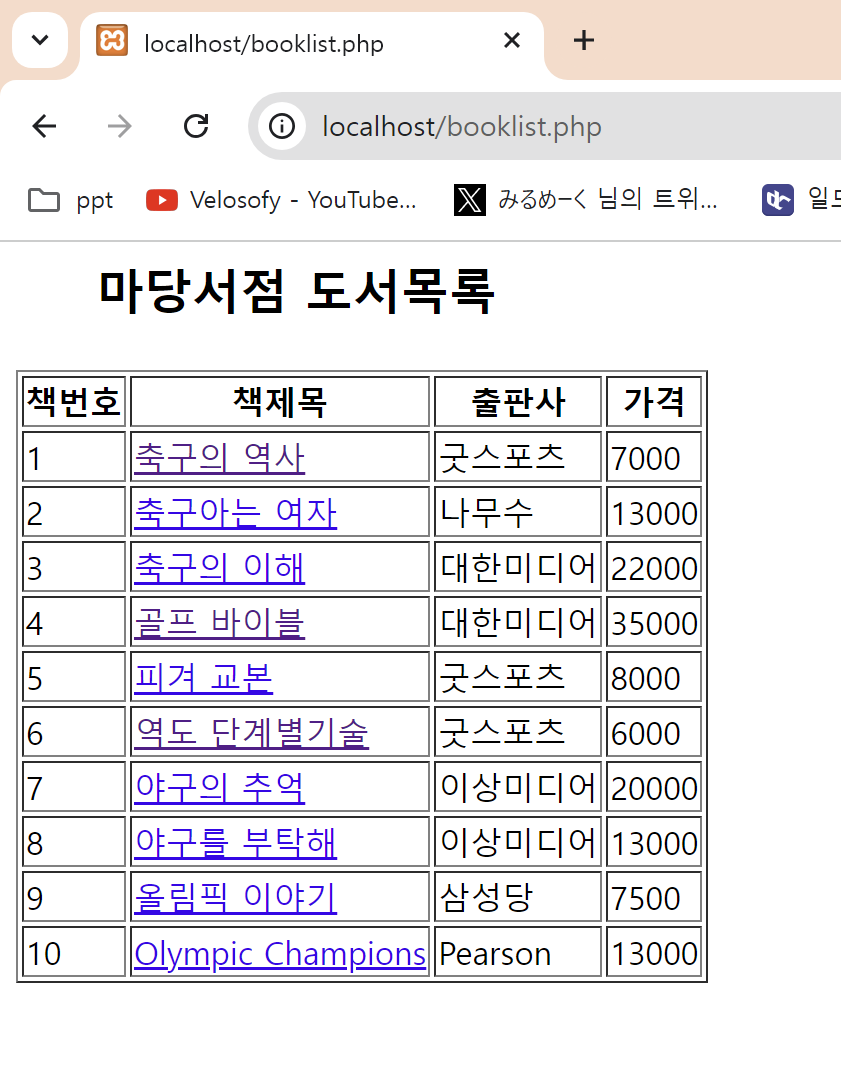 localhost/booklist.php
localhost/booklist.php
ppt Velosofy - YouTube... みるめーく 님의 트위... 일
마당서점 도서목록
책번호 책제목 출판사 가격
1 축구의 역사 굿스포츠 7000
2 축구아는 여자 나무수 13000
3 축구의 이해 대한미디어 22000
4 골프 바이블 대한미디어 35000
5 피겨 교본 굿스포츠 8000
6 역도 단계별기술 굿스포츠 6000
7 야구의 추억 이상미디어 20000
8 야구를 부탁해 이상미디어 13000
9 올림픽 이야기 삼성당 7500
10 Olympic Champions Pearson 13000